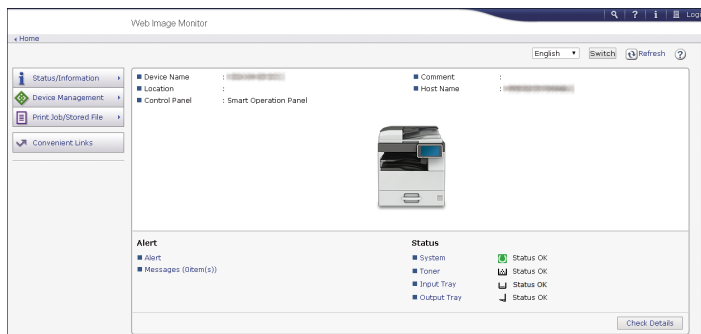 Web Image Monitor
? i Logi
Home
English Switch Refresh ?
Status/Information
Device Management
Print Job/Stored File
Convenient Links
Device Name :
Location :
Control Panel : Smart Operation Panel
Comment :
Host Name :
Alert
Alert
Messages (0item(s))
Status
System Status OK
Toner Status OK
Input Tray Status OK
Output Tray Status OK
Check Details